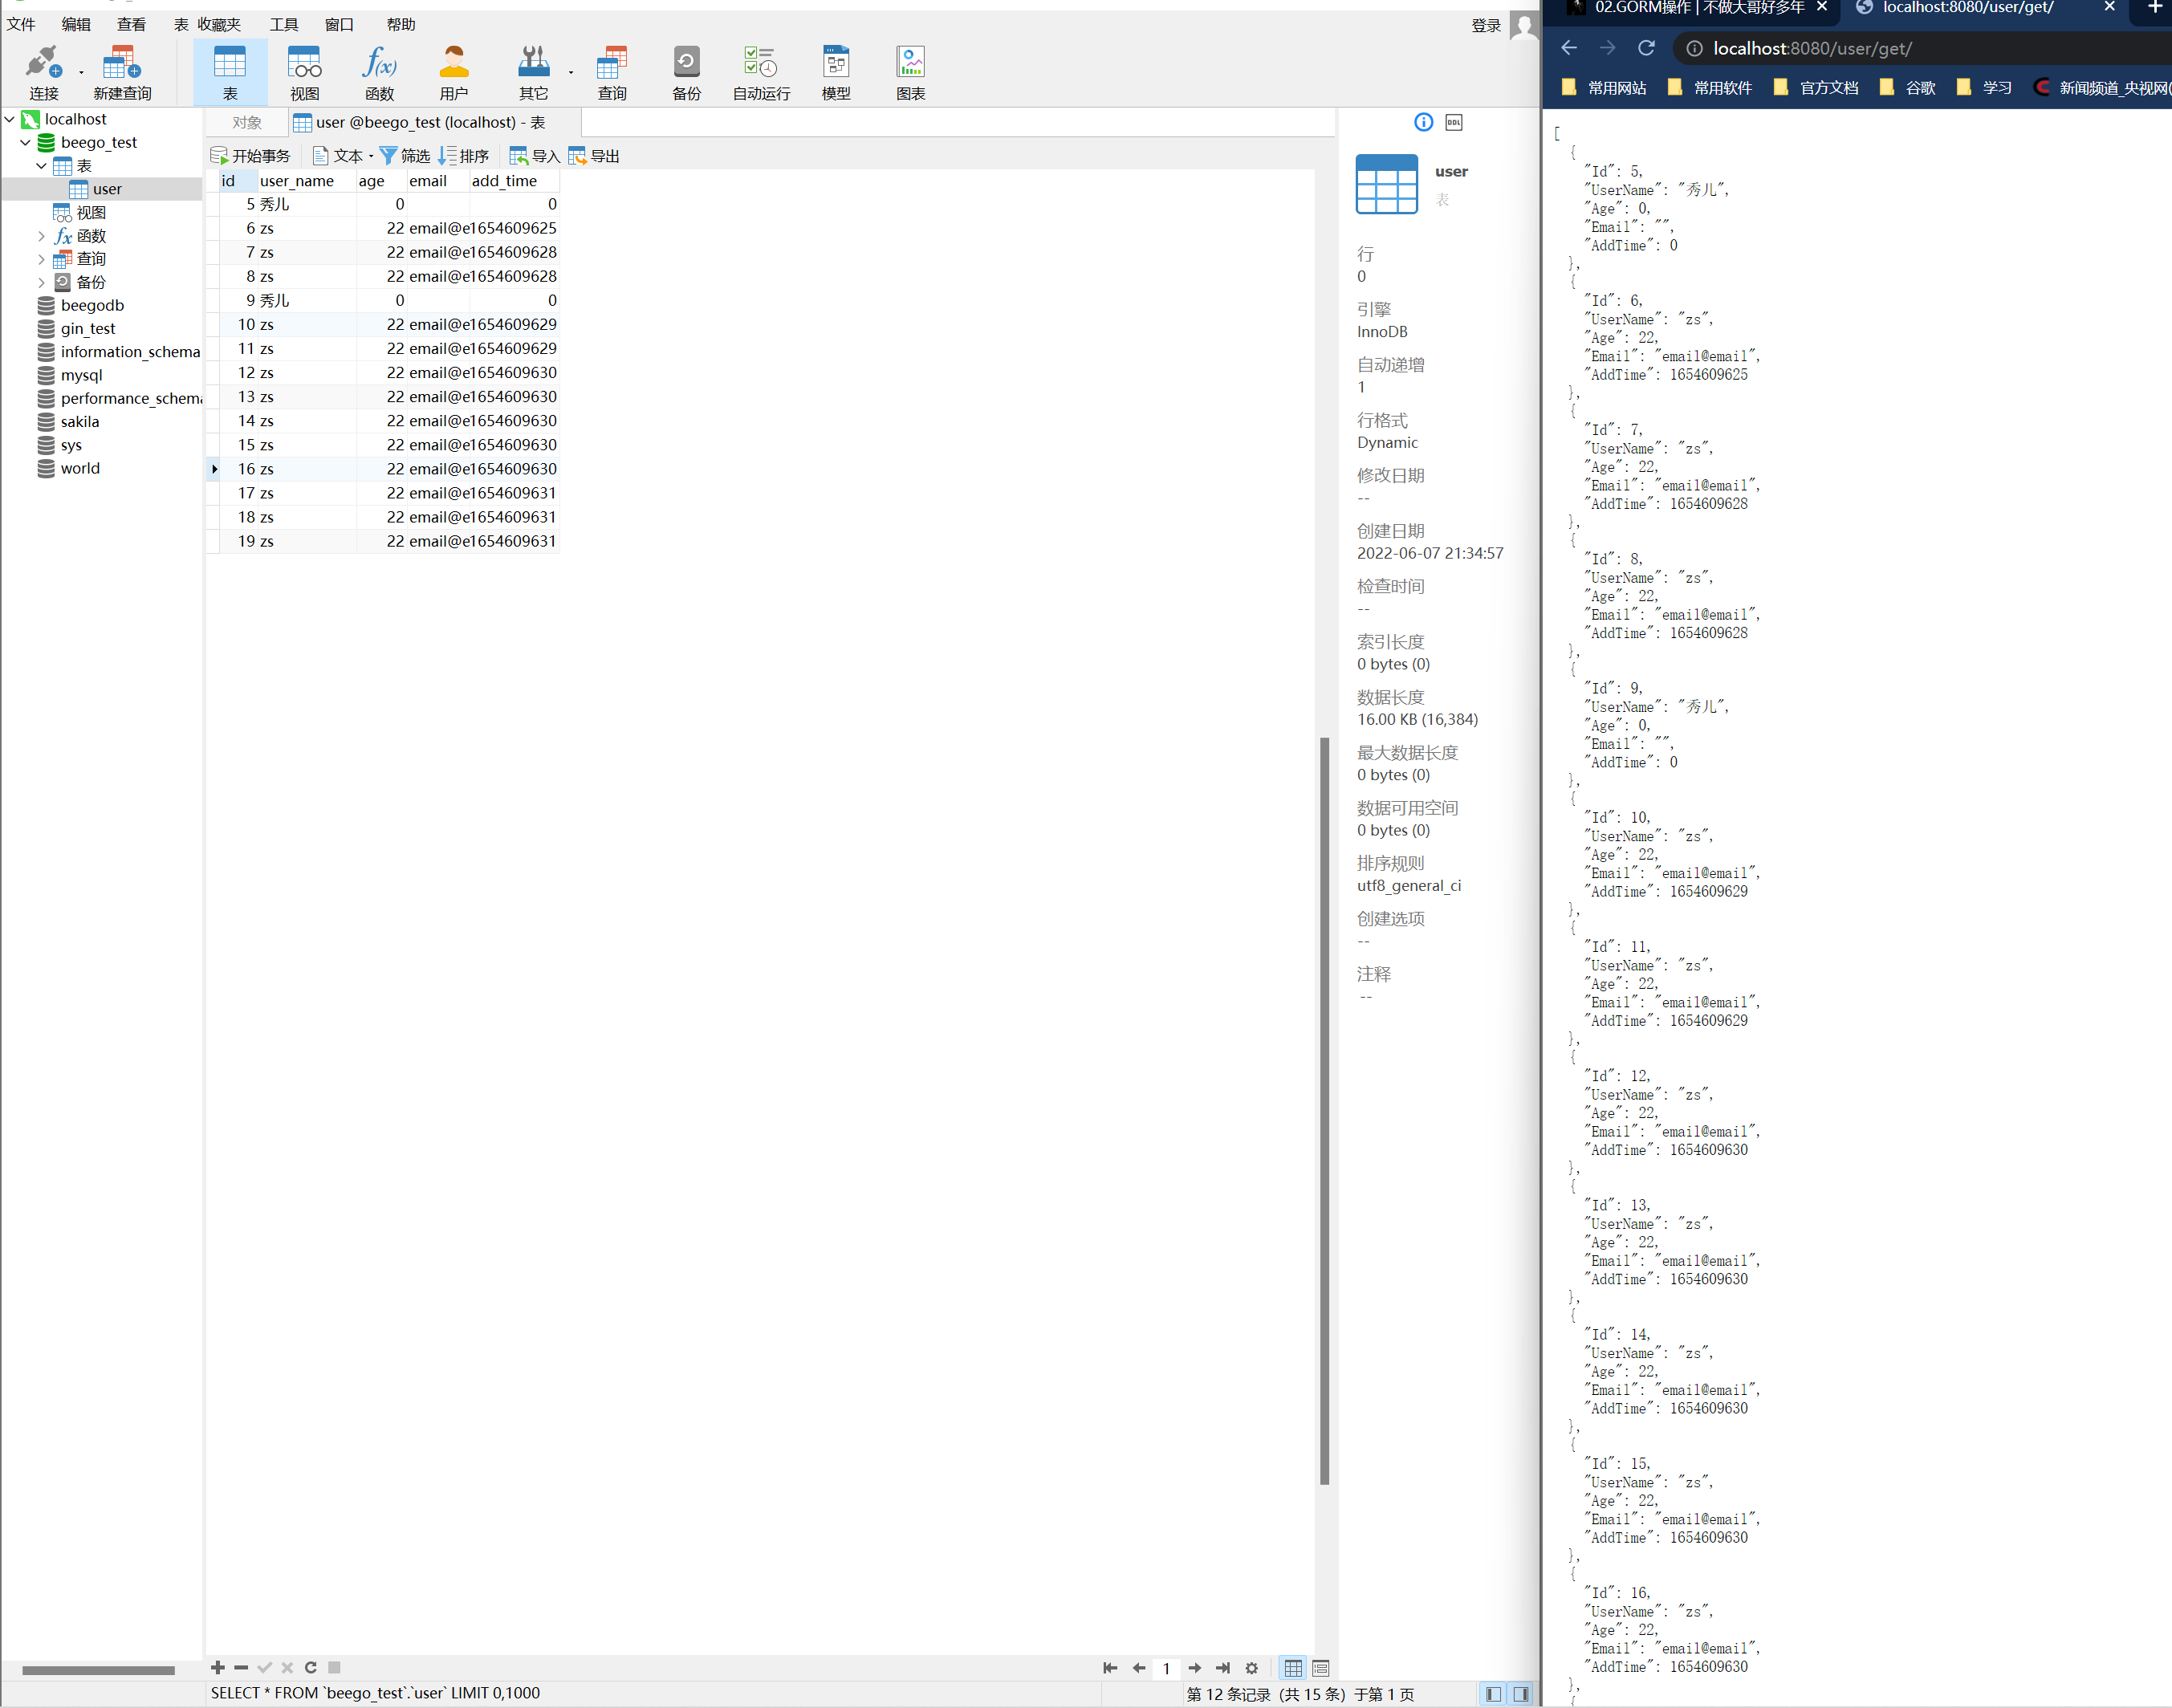 文件 编辑 查看 表 收藏夹 工具 窗口 帮助 登录
连接 新建查询 表 视图 函数 用户 其它 查询 备份 自动运行 模型 图表
localhost
beego_test
表
user
视图
函数
查询
备份
beegodb
gin_test
information_schema
mysql
performance_schema
sakila
sys
world
对象 user @beego_test (localhost) - 表
开始事务 文本 筛选 排序 导入 导出
id user_name age email add_time
5 秀儿 0 0
6 zs 22 email@e1654609625
7 zs 22 email@e1654609628
8 zs 22 email@e1654609628
9 秀儿 0 0
10 zs 22 email@e1654609629
11 zs 22 email@e1654609629
12 zs 22 email@e1654609630
13 zs 22 email@e1654609630
14 zs 22 email@e1654609630
15 zs 22 email@e1654609630
16 zs 22 email@e1654609630
17 zs 22 email@e1654609631
18 zs 22 email@e1654609631
19 zs 22 email@e1654609631
1
SELECT * FROM `beego_test`.`user` LIMIT 0,1000
第 12 条记录 (共 15 条) 于第 1 页
DDL
user
表
行
0
引擎
InnoDB
自动递增
1
行格式
Dynamic
修改日期
--
创建日期
2022-06-07 21:34:57
检查时间
--
索引长度
0 bytes (0)
数据长度
16.00 KB (16,384)
最大数据长度
0 bytes (0)
数据可用空间
0 bytes (0)
排序规则
utf8_general_ci
创建选项
--
注释
--
02.GORM操作 | 不做大哥好多年 localhost:8080/user/get/
localhost:8080/user/get/
常用网站 常用软件 官方文档 谷歌 学习 新闻频道_央视网(
[
{
"Id": 5,
"UserName": "秀儿",
"Age": 0,
"Email": "",
"AddTime": 0
},
{
"Id": 6,
"UserName": "zs",
"Age": 22,
"Email": "email@email",
"AddTime": 1654609625
},
{
"Id": 7,
"UserName": "zs",
"Age": 22,
"Email": "email@email",
"AddTime": 1654609628
},
{
"Id": 8,
"UserName": "zs",
"Age": 22,
"Email": "email@email",
"AddTime": 1654609628
},
{
"Id": 9,
"UserName": "秀儿",
"Age": 0,
"Email": "",
"AddTime": 0
},
{
"Id": 10,
"UserName": "zs",
"Age": 22,
"Email": "email@email",
"AddTime": 1654609629
},
{
"Id": 11,
"UserName": "zs",
"Age": 22,
"Email": "email@email",
"AddTime": 1654609629
},
{
"Id": 12,
"UserName": "zs",
"Age": 22,
"Email": "email@email",
"AddTime": 1654609630
},
{
"Id": 13,
"UserName": "zs",
"Age": 22,
"Email": "email@email",
"AddTime": 1654609630
},
{
"Id": 14,
"UserName": "zs",
"Age": 22,
"Email": "email@email",
"AddTime": 1654609630
},
{
"Id": 15,
"UserName": "zs",
"Age": 22,
"Email": "email@email",
"AddTime": 1654609630
},
{
"Id": 16,
"UserName": "zs",
"Age": 22,
"Email": "email@email",
"AddTime": 1654609630
},
{